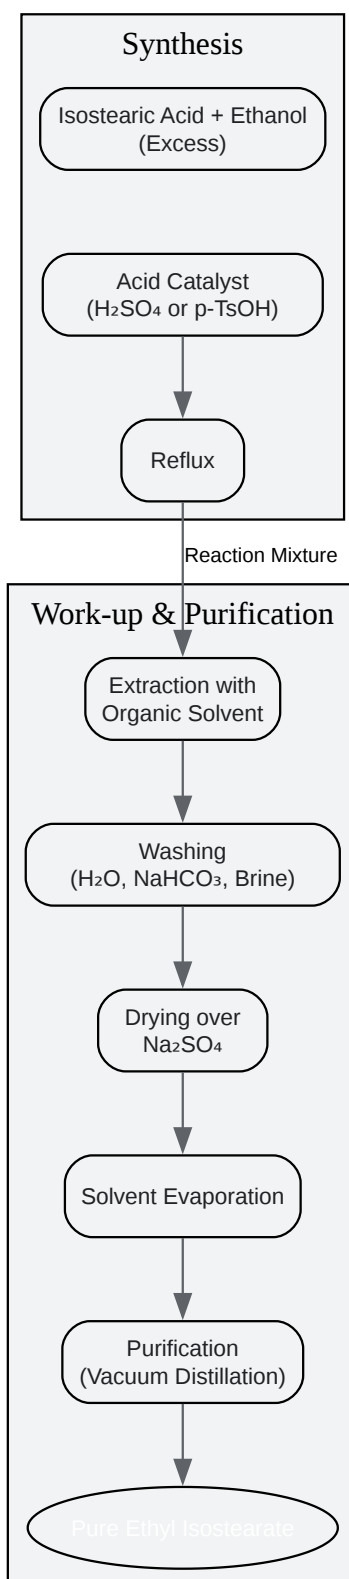 Synthesis
Isostearic Acid + Ethanol
(Excess)
Acid Catalyst
(H₂SO₄ or p-TsOH)
Reflux
Reaction Mixture
Work-up & Purification
Extraction with
Organic Solvent
Washing
(H₂O, NaHCO₃, Brine)
Drying over
Na₂SO₄
Solvent Evaporation
Purification
(Vacuum Distillation)
Pure Ethyl Isostearate